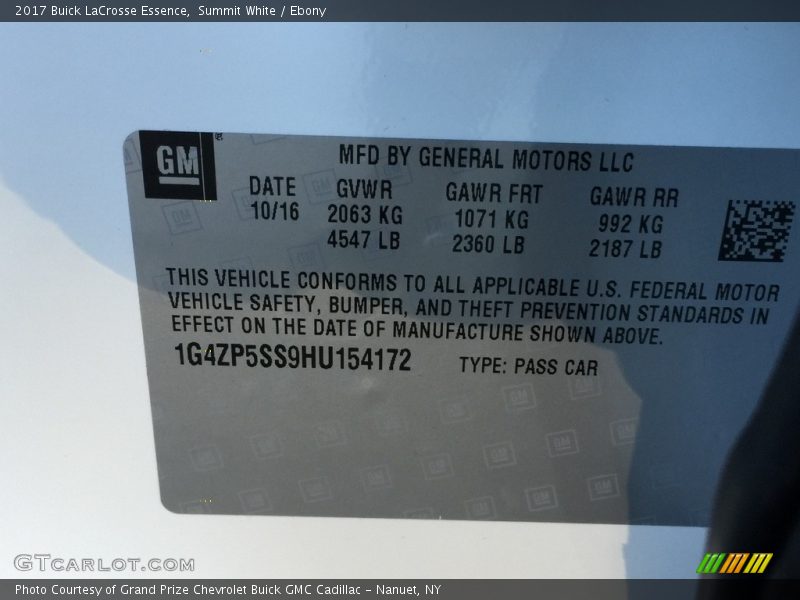 2017 Buick LaCrosse Essence,  Summit White / Ebony
GM ®
MFD BY GENERAL MOTORS LLC
DATE GVWR GAWR FRT GAWR RR
10/16 2063 KG 1071 KG 992 KG
4547 LB 2360 LB 2187 LB
THIS VEHICLE CONFORMS TO ALL APPLICABLE U.S. FEDERAL MOTOR
VEHICLE SAFETY, BUMPER, AND THEFT PREVENTION STANDARDS IN
EFFECT ON THE DATE OF MANUFACTURE SHOWN ABOVE.
1G4ZP5SS9HU154172 TYPE: PASS CAR
GTCARLOT.COM
Photo Courtesy of Grand Prize Chevrolet Buick GMC Cadillac - Nanuet, NY